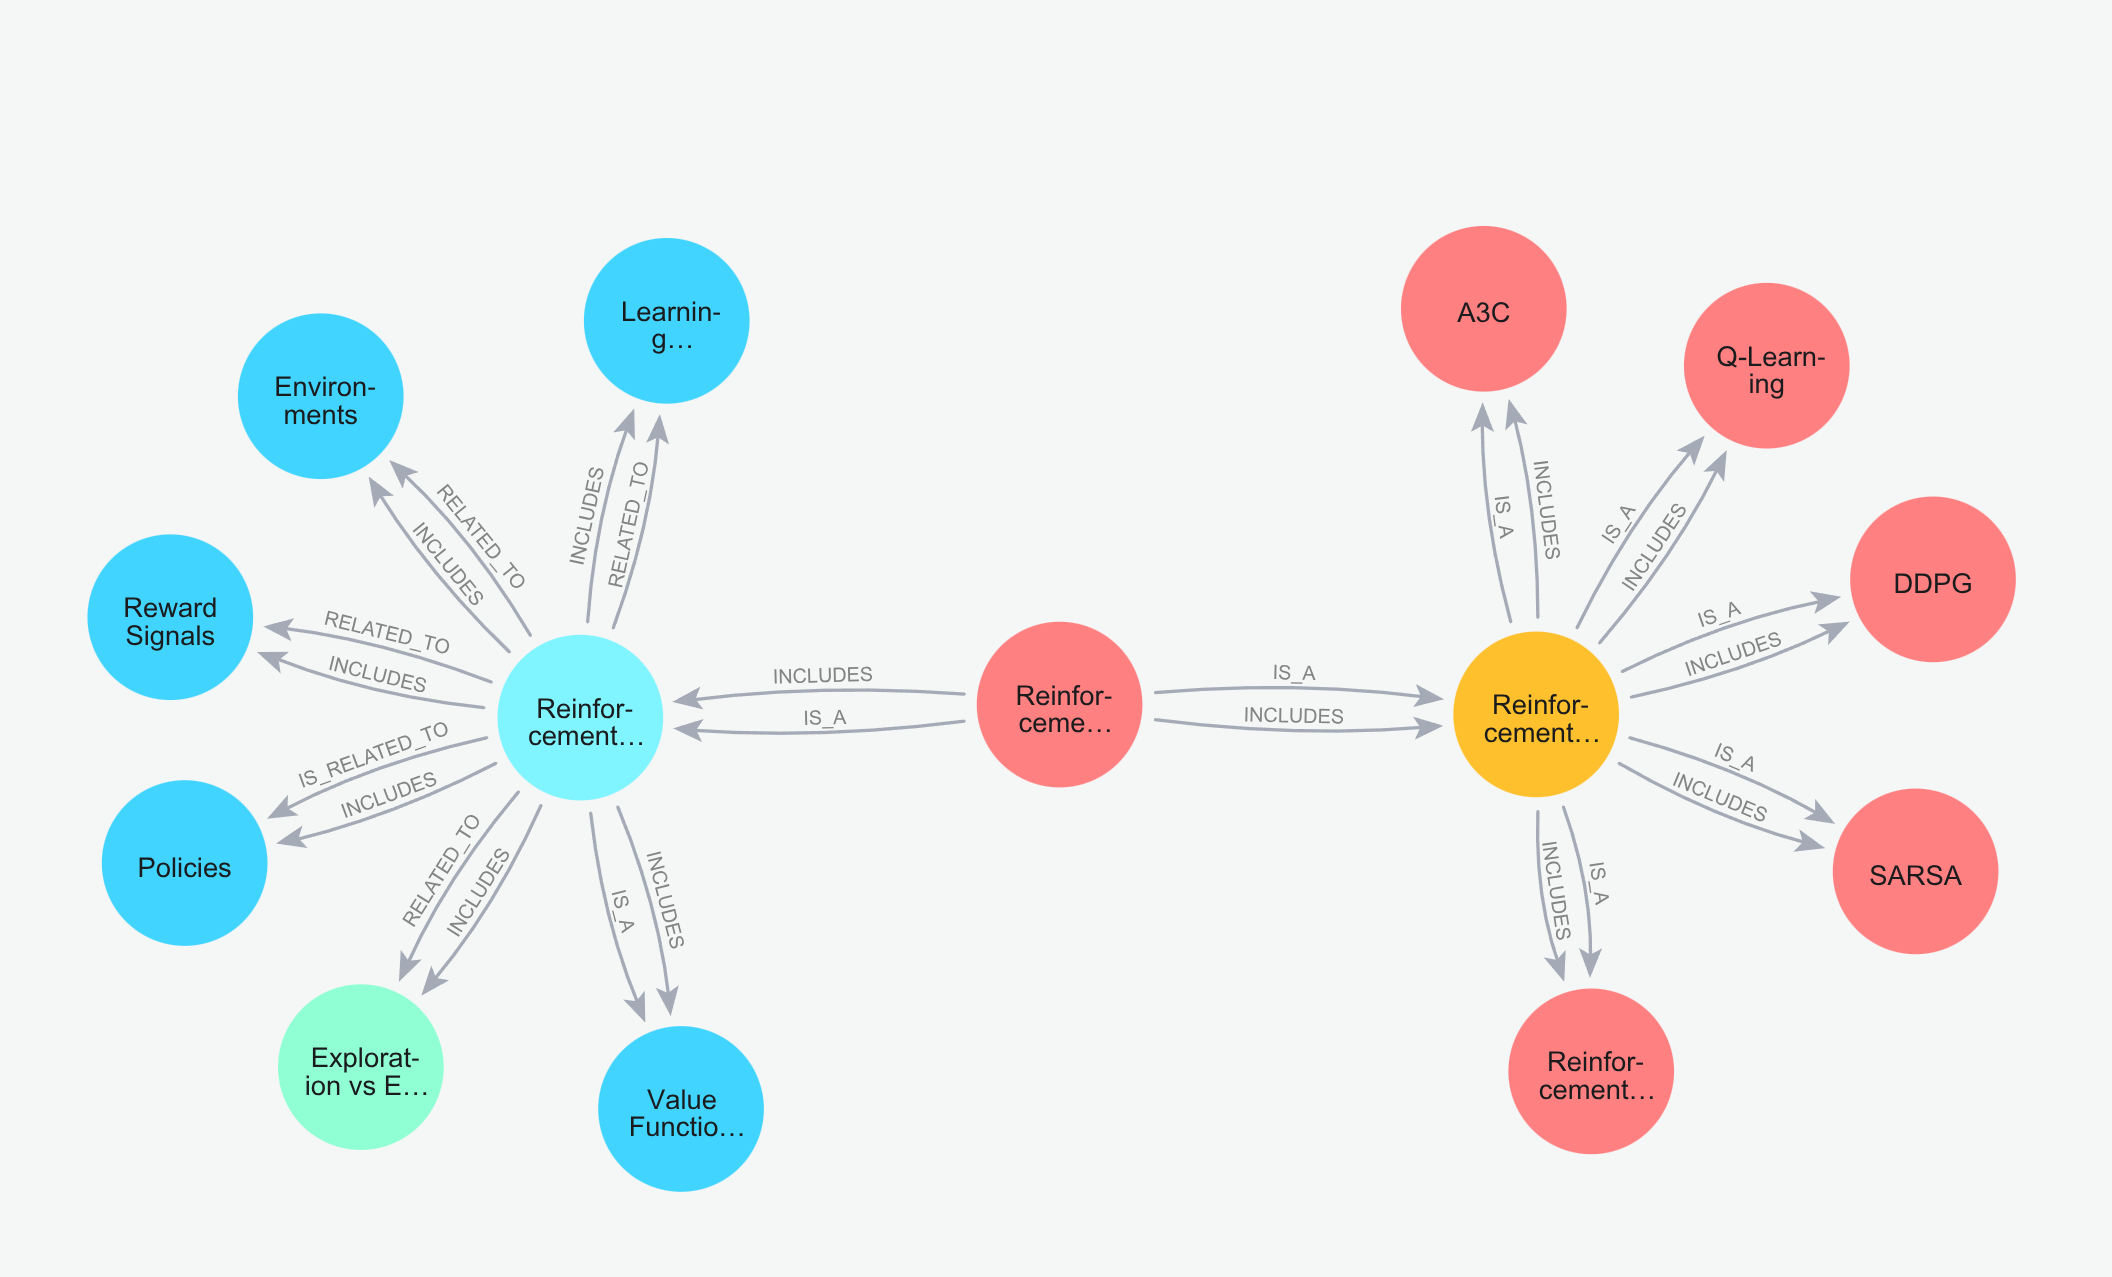 Learnin-
g…
A3C
Q-Learn-
ing
Environ-
ments
RELATED_TO
INCLUDES
INCLUDES
RELATED_TO
IS_A
INCLUDES
IS_A
INCLUDES
DDPG
Reward
Signals
RELATED_TO
INCLUDES
IS_A
INCLUDES
Reinfor-
cement…
INCLUDES
IS_A
Reinfor-
ceme…
IS_A
INCLUDES
Reinfor-
cement…
IS_RELATED_TO
INCLUDES
IS_A
INCLUDES
Policies
SARSA
RELATED_TO
INCLUDES
IS_A
INCLUDES
INCLUDES
IS_A
Explorat-
ion vs E…
Value
Functio…
Reinfor-
cement…